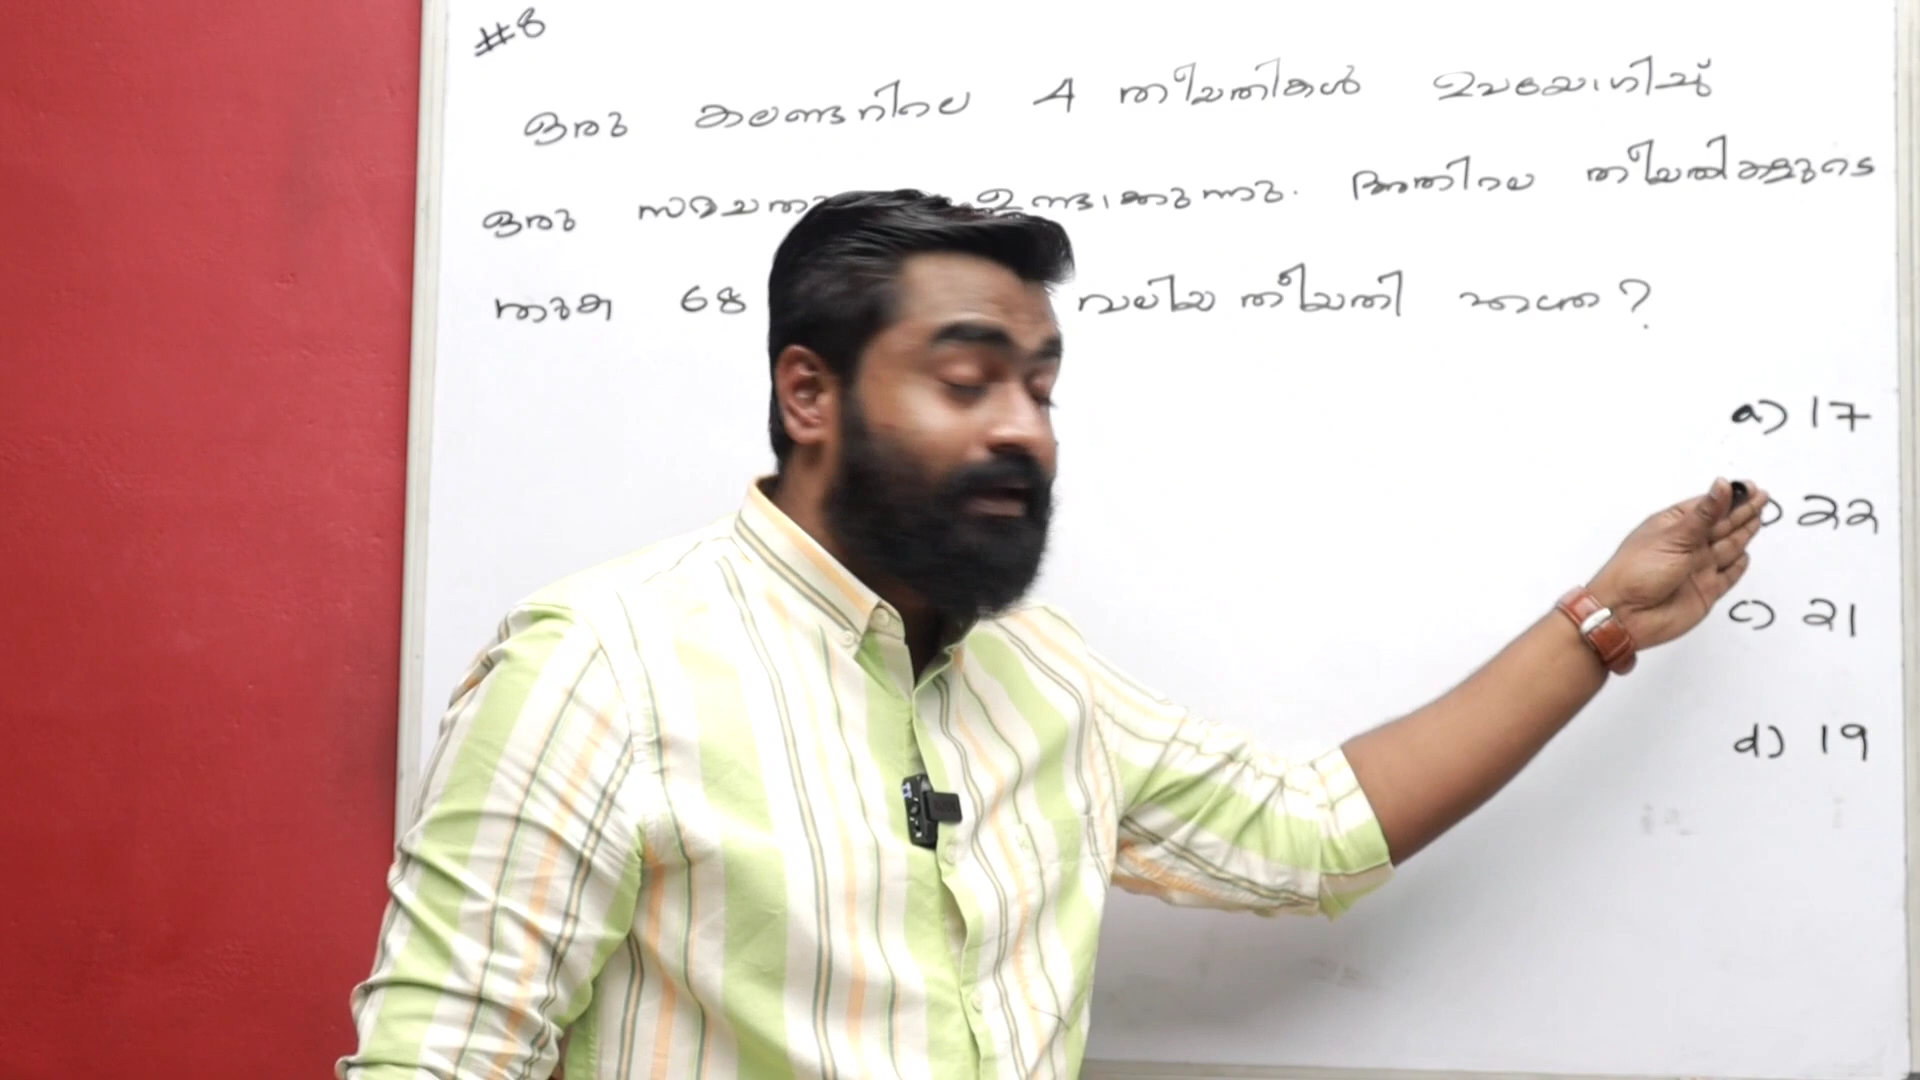 #8
ഒരു കലണ്ടറിലെ 4 തീയതികൾ ഉപയോഗിച്ച്
ഒരു ഉണ്ടാക്കുന്നു. അതിലെ തീയതികളുടെ
തുക 68 വലിയ തീയതി ഏത്?
a) 17
22
c) 21
d) 19